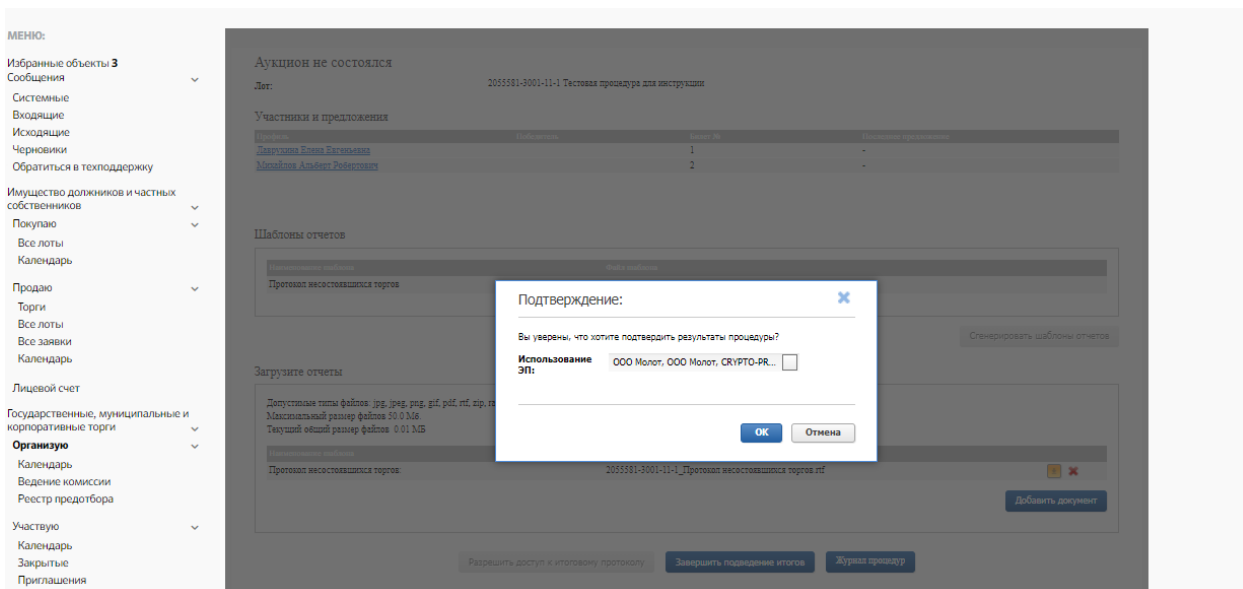 МЕНЮ:
Избранные объекты 3
Сообщения
Системные
Входящие
Исходящие
Черновики
Обратиться в техподдержку
Имущество должников и частных
собственников
Покупаю
Все лоты
Календарь
Продаю
Торги
Все лоты
Все заявки
Календарь
Лицевой счет
Государственные, муниципальные и
корпоративные торги
Организую
Календарь
Ведение комиссии
Реестр предотбора
Участвую
Календарь
Закрытые
Приглашения
Аукцион не состоялся
Лот: 2055581-3001-11-1 Тестовая процедура для инструкции
Участники и предложения
Профиль Победитель Билет № Последнее предложение
Лаврухина Елена Евгеньевна 1 -
Михайлов Альберт Робертович 2 -
Шаблоны отчетов
Наименование шаблона Файл шаблона
Протокол несостоявшихся торгов
Сгенерировать шаблоны отчетов
Подтверждение:
Вы уверены, что хотите подтвердить результаты процедуры?
Использование
ЭП: ООО Молот, ООО Молот, CRYPTO-PR...
ОК Отмена
Загрузите отчеты
Допустимые типы файлов: jpg, jpeg, png, gif, pdf, rtf, zip,
Максимальный размер файлов 50.0 Мб.
Текущий общий размер файлов 0.01 МБ
Наименование шаблона
Протокол несостоявшихся торгов: 2055581-3001-11-1_Протокол несостоявшихся торгов.rtf
Добавить документ
Разрешить доступ к итоговому протоколу Завершить подведение итогов Журнал процедур